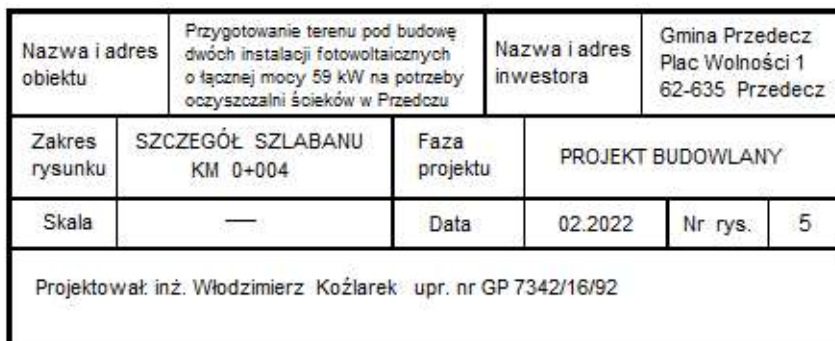 Nazwa i adres
obiektu
Przygotowanie terenu pod budowę
dwóch instalacji fotowoltaicznych
o łącznej mocy 59 kW na potrzeby
oczyszczalni ścieków w Przedczu
Nazwa i adres
inwestora
Gmina Przedecz
Plac Wolności 1
62-635 Przedecz
Zakres
rysunku
SZCZEGÓŁ SZLABANU
KM 0+004
Faza
projektu
PROJEKT BUDOWLANY
Skala
—
Data
02.2022
Nr rys.
5
Projektował: inż. Włodzimierz Koźlarek upr. nr GP 7342/16/92